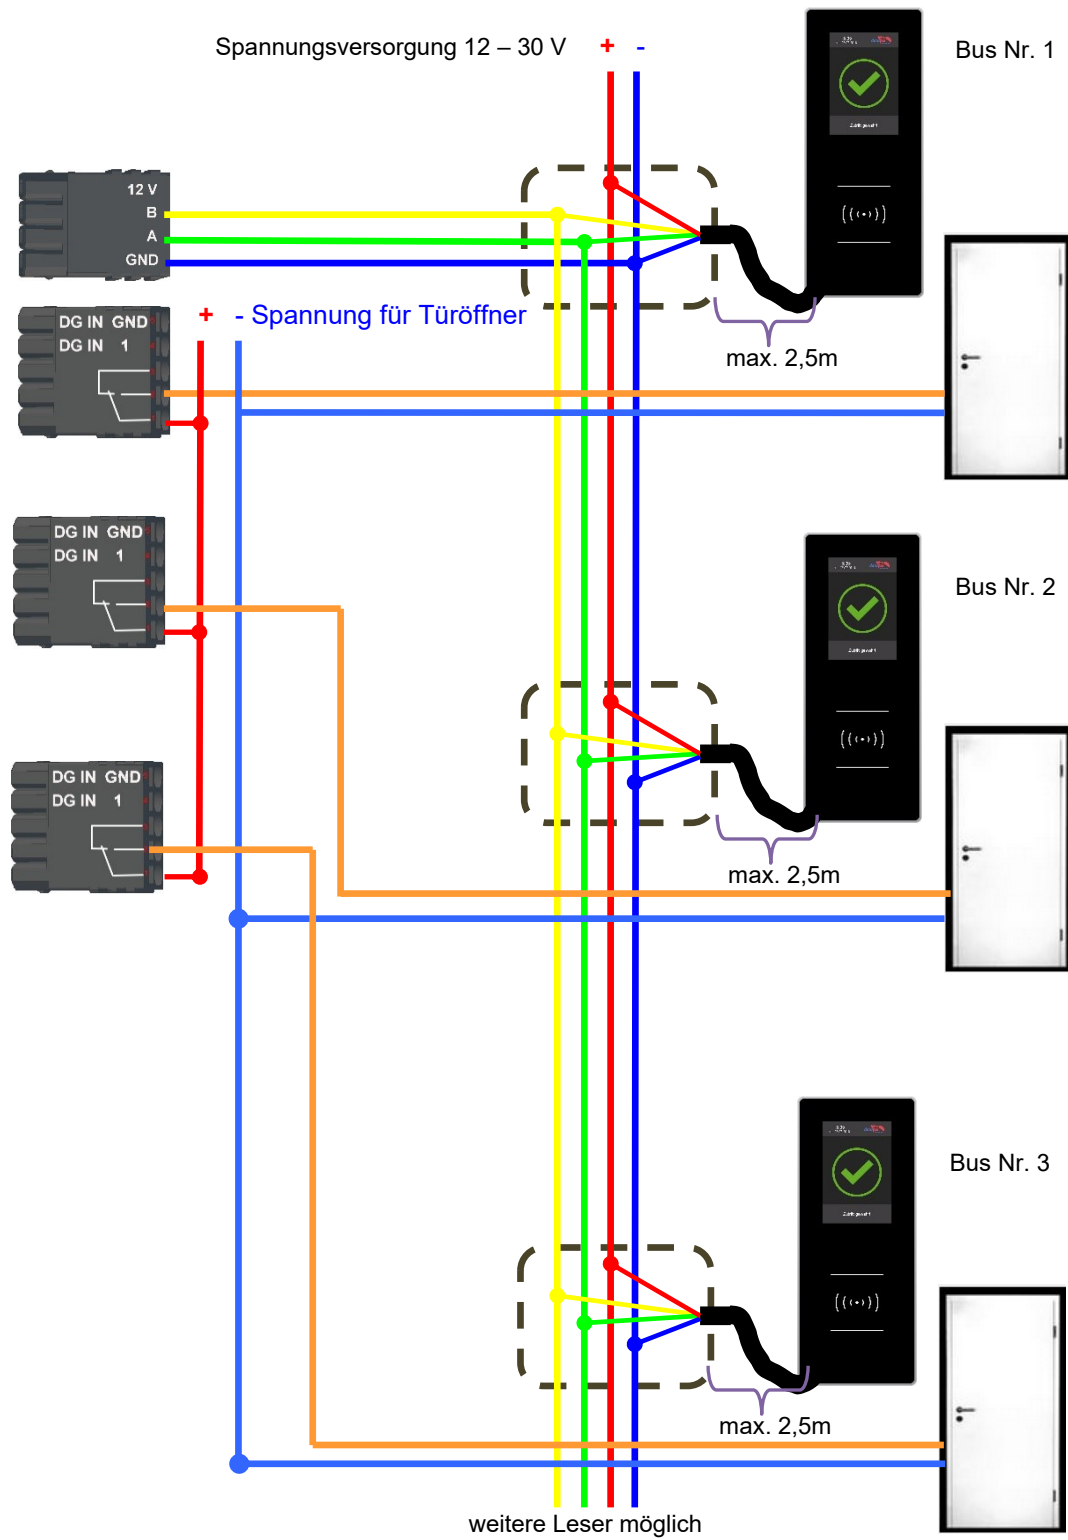 Spannungsversorgung 12 – 30 V + -
Bus Nr. 1
12 V
B
A
GND
+ - Spannung für Türöffner
max. 2,5m
DG IN GND
DG IN 1
DG IN GND
DG IN 1
Bus Nr. 2
DG IN GND
DG IN 1
max. 2,5m
Bus Nr. 3
max. 2,5m
weitere Leser möglich